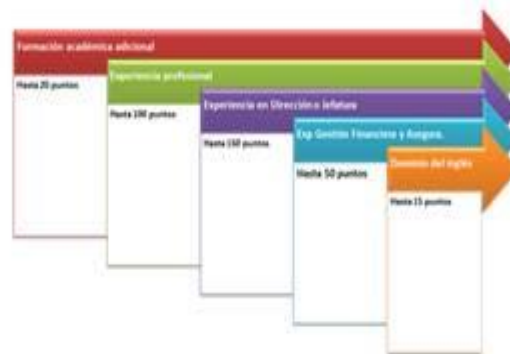 Formación académica adicional
Hasta 20 puntos
Experiencia profesional
Hasta 100 puntos
Experiencia en Dirección o Jefatura
Hasta 150 puntos
Exp Gestión Financiera y Asegura.
Hasta 50 puntos
Dominio del inglés
Hasta 15 puntos